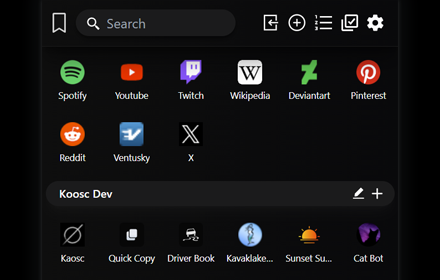 Search
Spotify Youtube Twitch Wikipedia Deviantart Pinterest
Reddit Ventusky X
Koosc Dev
Koosc Quick Copy Driver Book Kavaklake... Sunset Su... Cat Bot